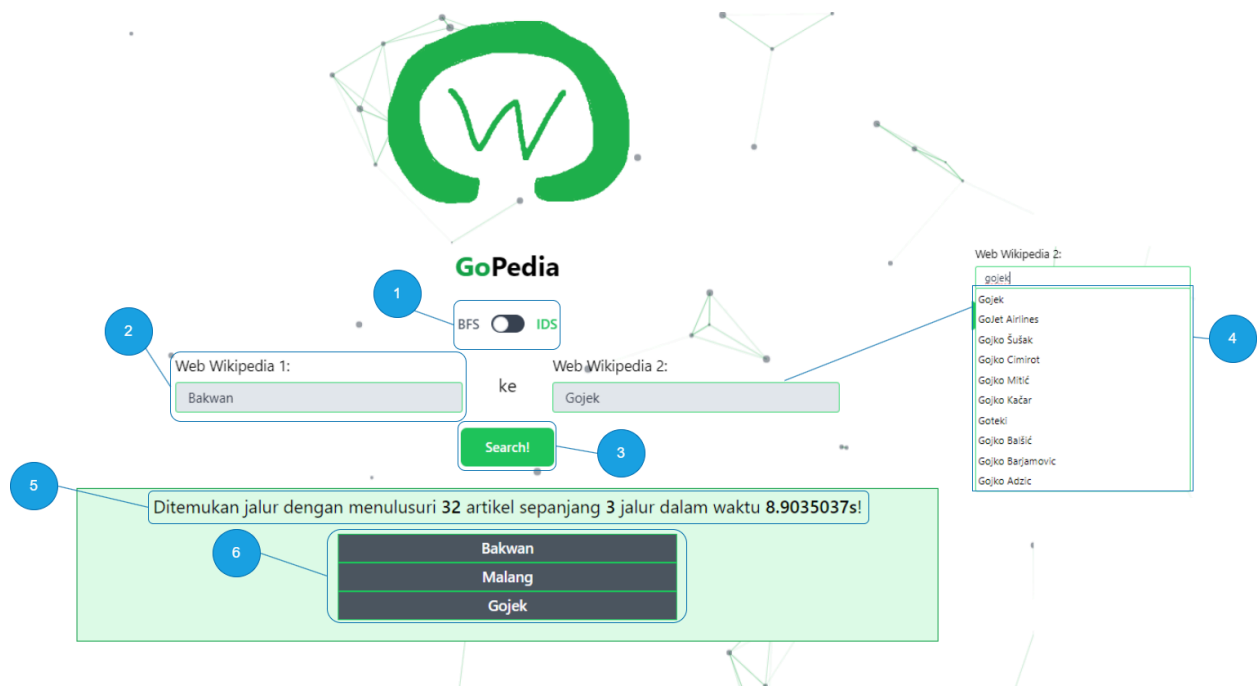 W
GoPedia
1
BFS IDS
2
Web Wikipedia 1:
Bakwan
ke
Web Wikipedia 2:
Gojek
Search!
3
Web Wikipedia 2:
gojek
Gojek
GoJet Airlines
Gojko Šušak
Gojko Cimirot
Gojko Mitić
Gojko Kačar
Goteki
Gojko Balšić
Gojko Barjamovic
Gojko Adzic
4
5
Ditemukan jalur dengan menulusuri 32 artikel sepanjang 3 jalur dalam waktu 8.9035037s!
6
Bakwan
Malang
Gojek